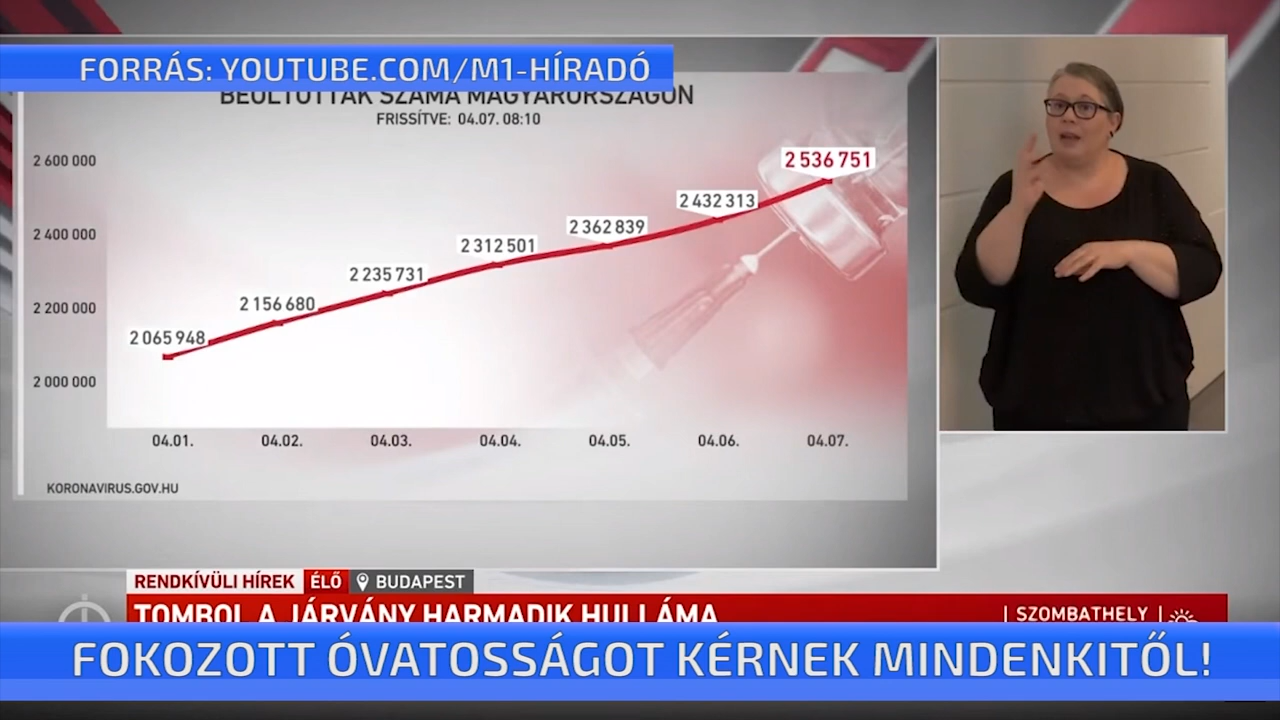 FORRÁS: YOUTUBE.COM/M1-HÍRADÓ
BEOLTOTTAK SZÁMA MAGYARORSZÁGON
FRISSÍTVE: 04.07. 08:10
2 600 000
2 400 000
2 200 000
2 000 000
2 065 948
2 156 680
2 235 731
2 312 501
2 362 839
2 432 313
2 536 751
04.01. 04.02. 04.03. 04.04. 04.05. 04.06. 04.07.
KORONAVIRUS.GOV.HU
RENDKÍVÜLI HÍREK ÉLŐ BUDAPEST
TOMBOL A JÁRVÁNY HARMADIK HULLÁMA
| SZOMBATHELY |
FOKOZOTT ÓVATOSSÁGOT KÉRNEK MINDENKITŐL!